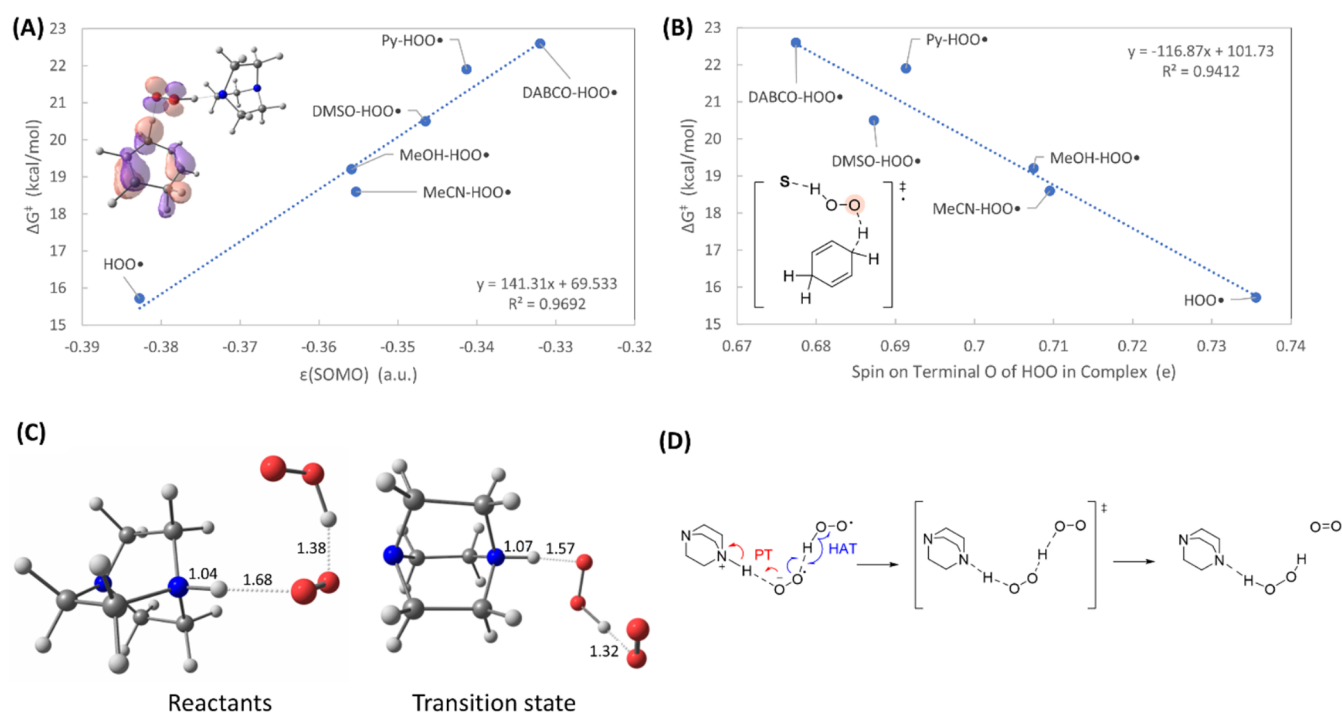 (A)
ΔG‡ (kcal/mol)
23
22
21
20
19
18
17
16
15
-0.39
-0.38
-0.37
-0.36
-0.35
-0.34
-0.33
-0.32
ε(SOMO) (a.u.)
Py-HOO•
DABCO-HOO•
DMSO-HOO•
MeOH-HOO•
MeCN-HOO•
HOO•
y = 141.31x + 69.533
R² = 0.9692
(B)
ΔG‡ (kcal/mol)
23
22
21
20
19
18
17
16
15
0.67
0.68
0.69
0.7
0.71
0.72
0.73
0.74
Spin on Terminal O of HOO in Complex (e)
Py-HOO•
y = -116.87x + 101.73
R² = 0.9412
DABCO-HOO•
DMSO-HOO•
MeOH-HOO•
MeCN-HOO•
HOO•
S
H
O-O
H
H
H
H
‡
•
(C)
1.38
1.04
1.68
Reactants
1.07
1.57
1.32
Transition state
(D)
N
N
+
H
PT
-
O-O
•
H
HAT
O-O•
‡
N
N
H
O-O
H
O-O
N
N
H
O-O
H
O=O